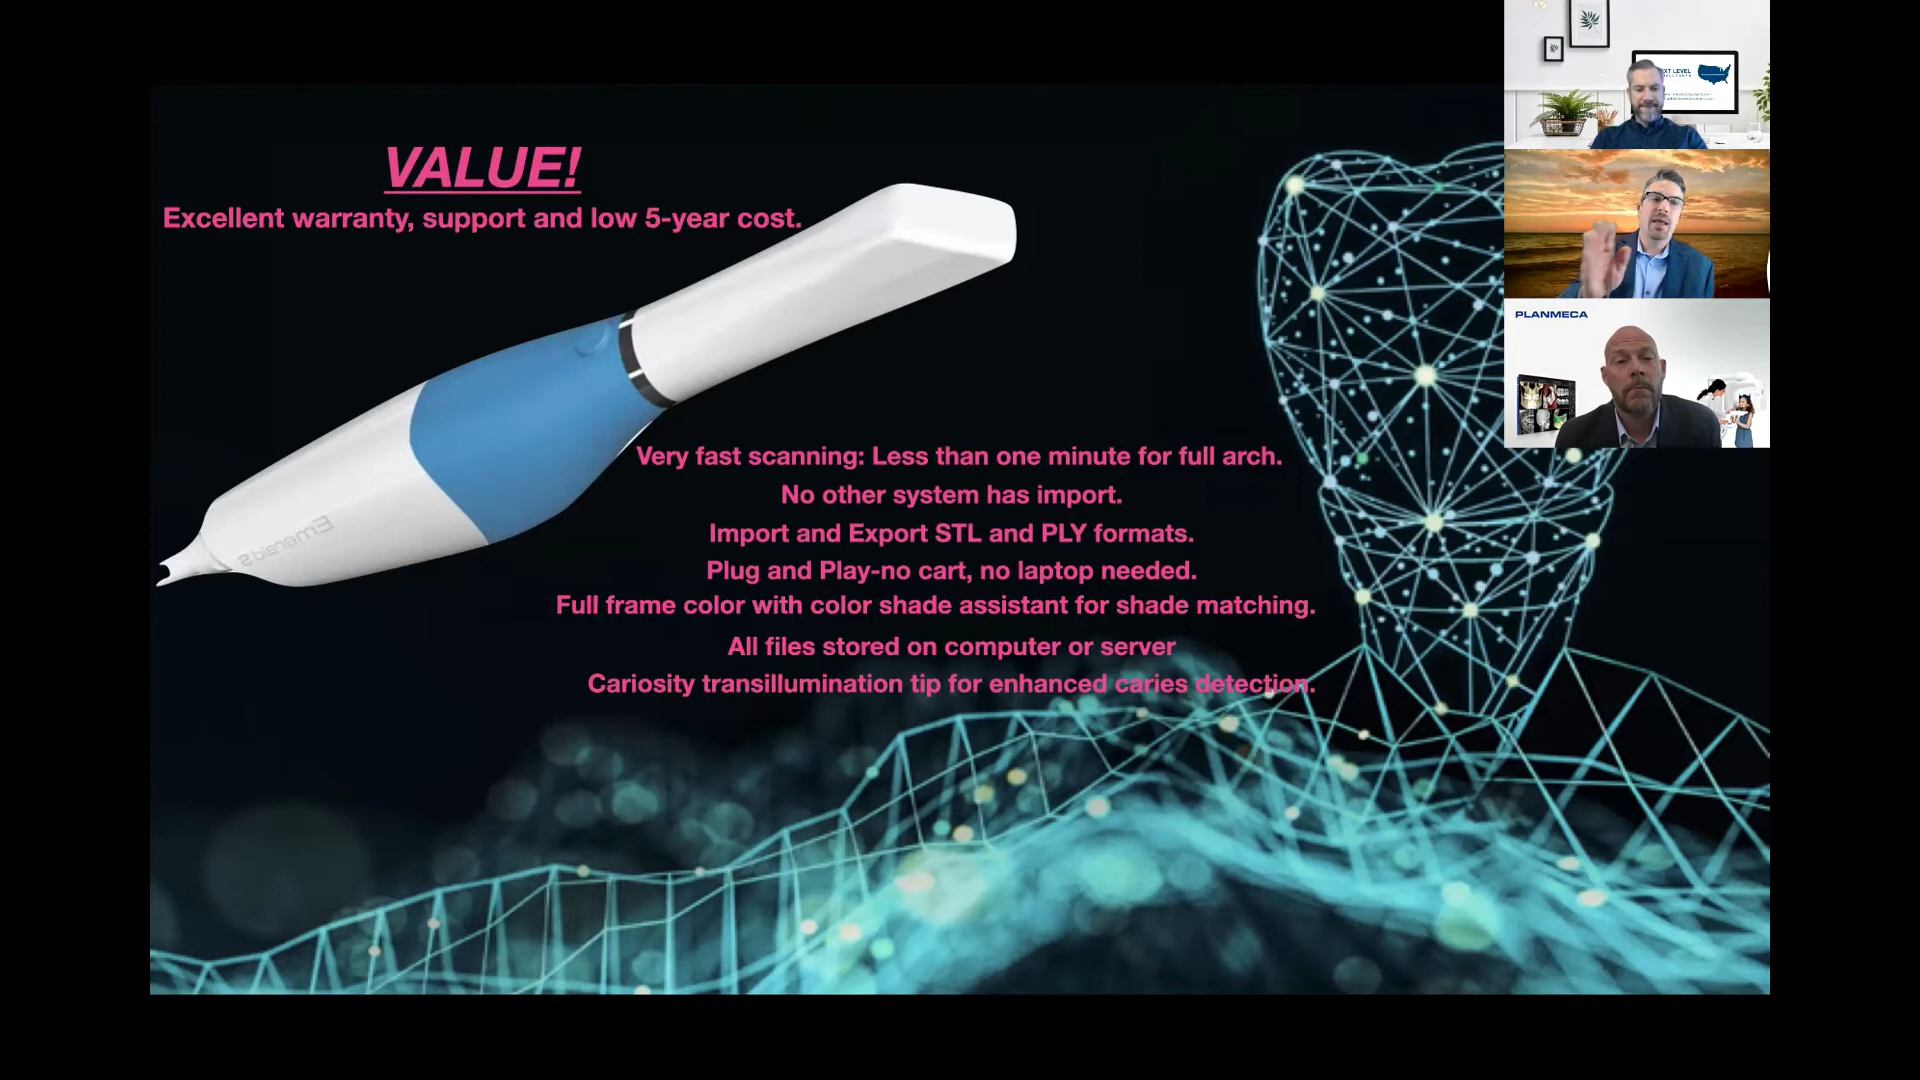 VALUE!
Excellent warranty, support and low 5-year cost.
Very fast scanning: Less than one minute for full arch.
No other system has import.
Import and Export STL and PLY formats.
Plug and Play-no cart, no laptop needed.
Full frame color with color shade assistant for shade matching.
All files stored on computer or server
Cariosity transillumination tip for enhanced caries detection.
Emerald S
LEVEL
PLANMECA